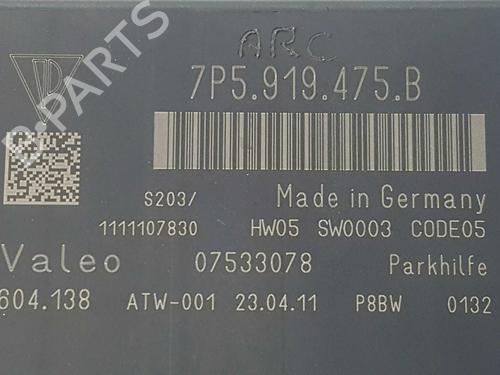 ARC
7P5.919.475.B
S203/
Made in Germany
1111107830
HW05 SW0003 CODE05
Valeo
07533078
Parkhilfe
604.138
ATW-001
23.04.11
P8BW
0132
B-PARTS